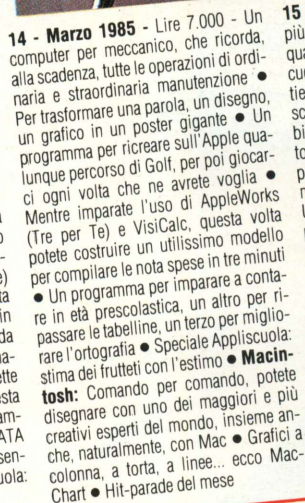 14 - Marzo 1985 - Lire 7.000 - Un
computer per meccanico, che ricorda,
alla scadenza, tutte le operazioni di ordi-
naria e straordinaria manutenzione ●
Per trasformare una parola, un disegno,
un grafico in un poster gigante ● Un
programma per ricreare sull'Apple qua-
lunque percorso di Golf, per poi giocar-
ci ogni volta che ne avrete voglia ●
Mentre imparate l'uso di AppleWorks
(Tre per Te) e VisiCalc, questa volta
potete costruire un utilissimo modello
per compilare le nota spese in tre minuti
● Un programma per imparare a conta-
re in età prescolastica, un altro per ri-
passare le tabelline, un terzo per miglio-
rare l'ortografia ● Speciale Appliscuola:
stima dei frutteti con l'estimo ● Macin-
tosh: Comando per comando, potete
disegnare con uno dei maggiori e più
creativi esperti del mondo, insieme an-
che, naturalmente, con Mac ● Grafici a
colonna, a torta, a linee... ecco Mac-
Chart ● Hit-parade del mese
15
più